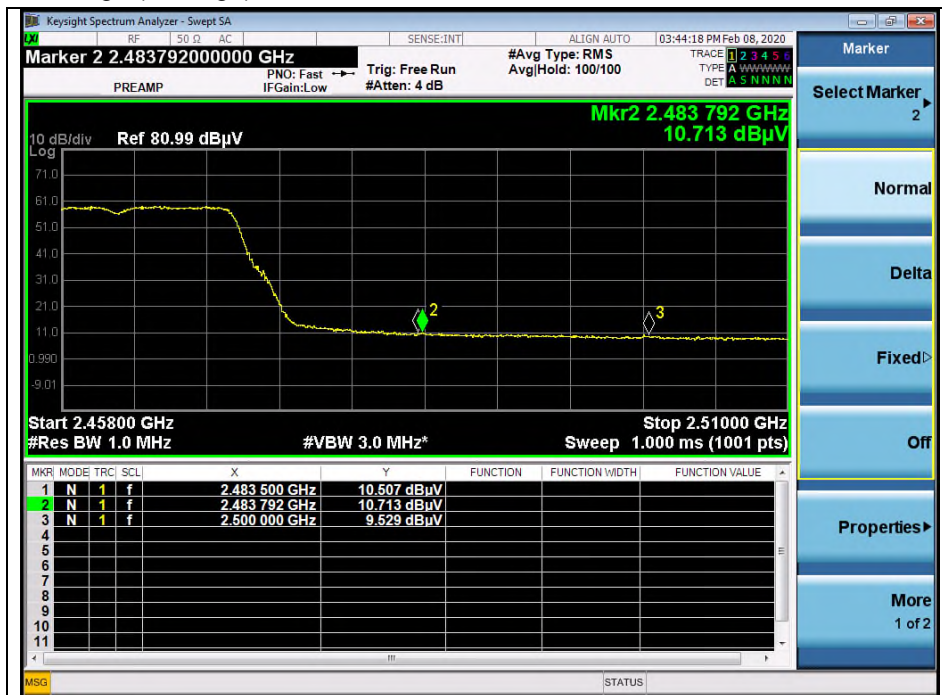 Keysight Spectrum Analyzer - Swept SA
LXI RF 50 Ω AC SENSE:INT ALIGN AUTO 03:44:18 PM Feb 08, 2020
Marker 2 2.483792000000 GHz
PREAMP
PNO: Fast
IFGain:Low
Trig: Free Run
#Atten: 4 dB
#Avg Type: RMS
Avg|Hold: 100/100
TRACE 1 2 3 4 5 6
TYPE A WWWWW
DET A S N N N N
Mkr2 2.483 792 GHz
10.713 dBµV
10 dB/div Ref 80.99 dBµV
Log
71.0
61.0
51.0
41.0
31.0
21.0
11.0
0.990
-9.01
2
3
Start 2.45800 GHz Stop 2.51000 GHz
#Res BW 1.0 MHz #VBW 3.0 MHz* Sweep 1.000 ms (1001 pts)
MKR MODE TRC SCL X Y FUNCTION FUNCTION WIDTH FUNCTION VALUE
1 N 1 f 2.483 500 GHz 10.507 dBµV
2 N 1 f 2.483 792 GHz 10.713 dBµV
3 N 1 f 2.500 000 GHz 9.529 dBµV
4
5
6
7
8
9
10
11
MSG STATUS
Marker
Select Marker
2
Normal
Delta
Fixed
Off
Properties
More
1 of 2